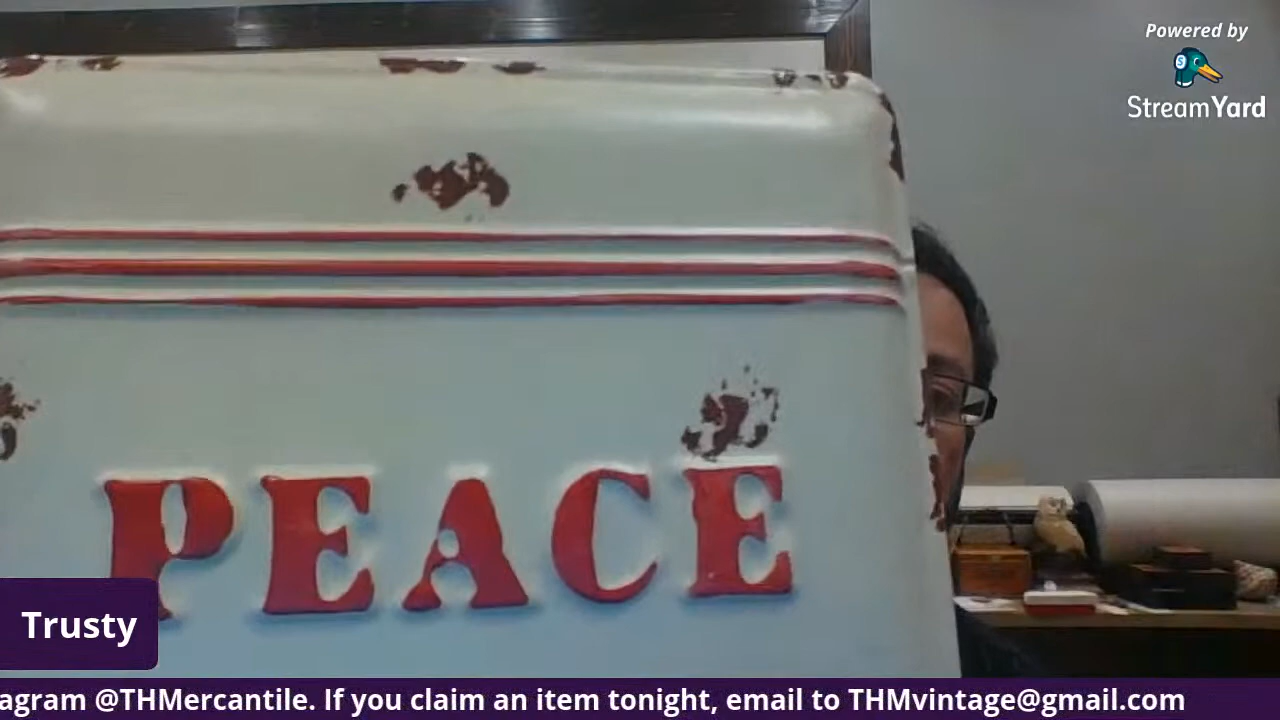 Powered by
StreamYard
PEACE
Trusty
agram @THMercantile. If you claim an item tonight, email to THMvintage@gmail.com